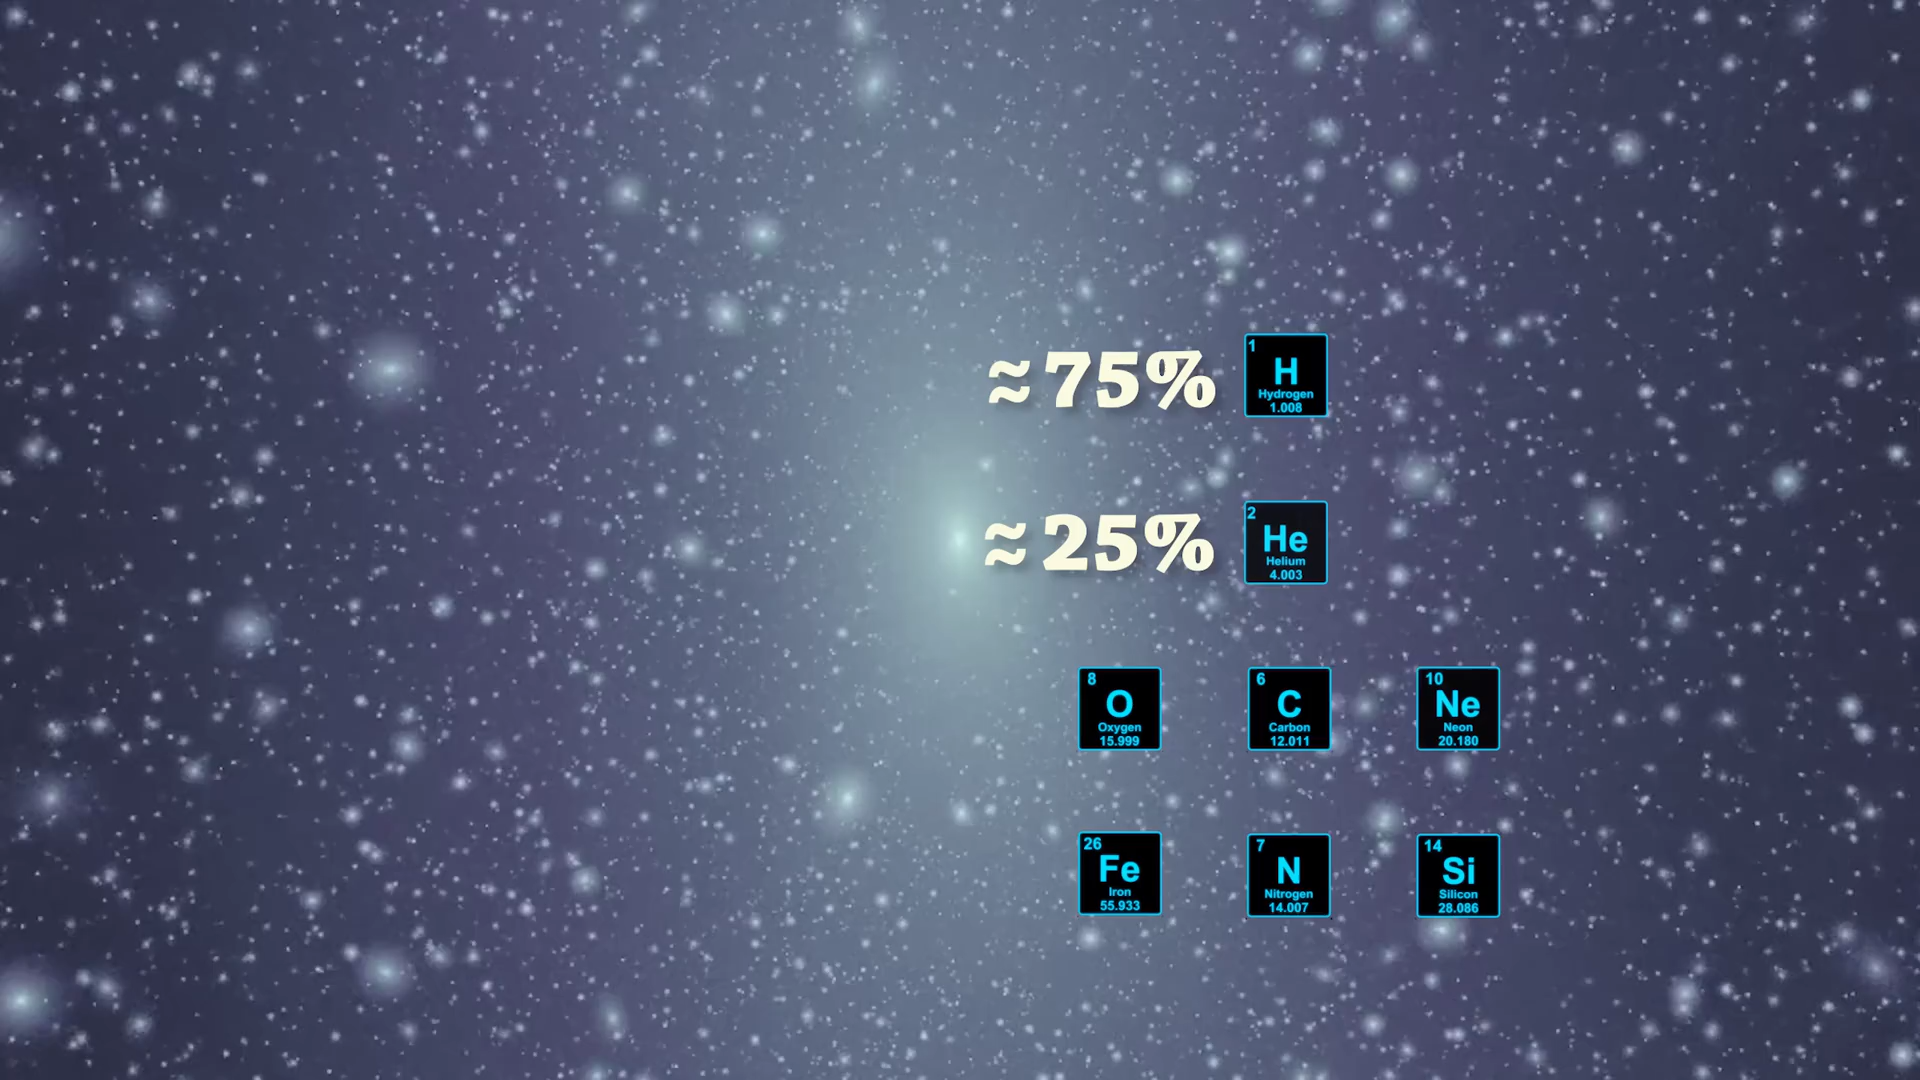 ≈75%
1
H
Hydrogen
1.008
≈25%
2
He
Helium
4.003
8
O
Oxygen
15.999
6
C
Carbon
12.011
10
Ne
Neon
20.180
26
Fe
Iron
55.933
7
N
Nitrogen
14.007
14
Si
Silicon
28.086